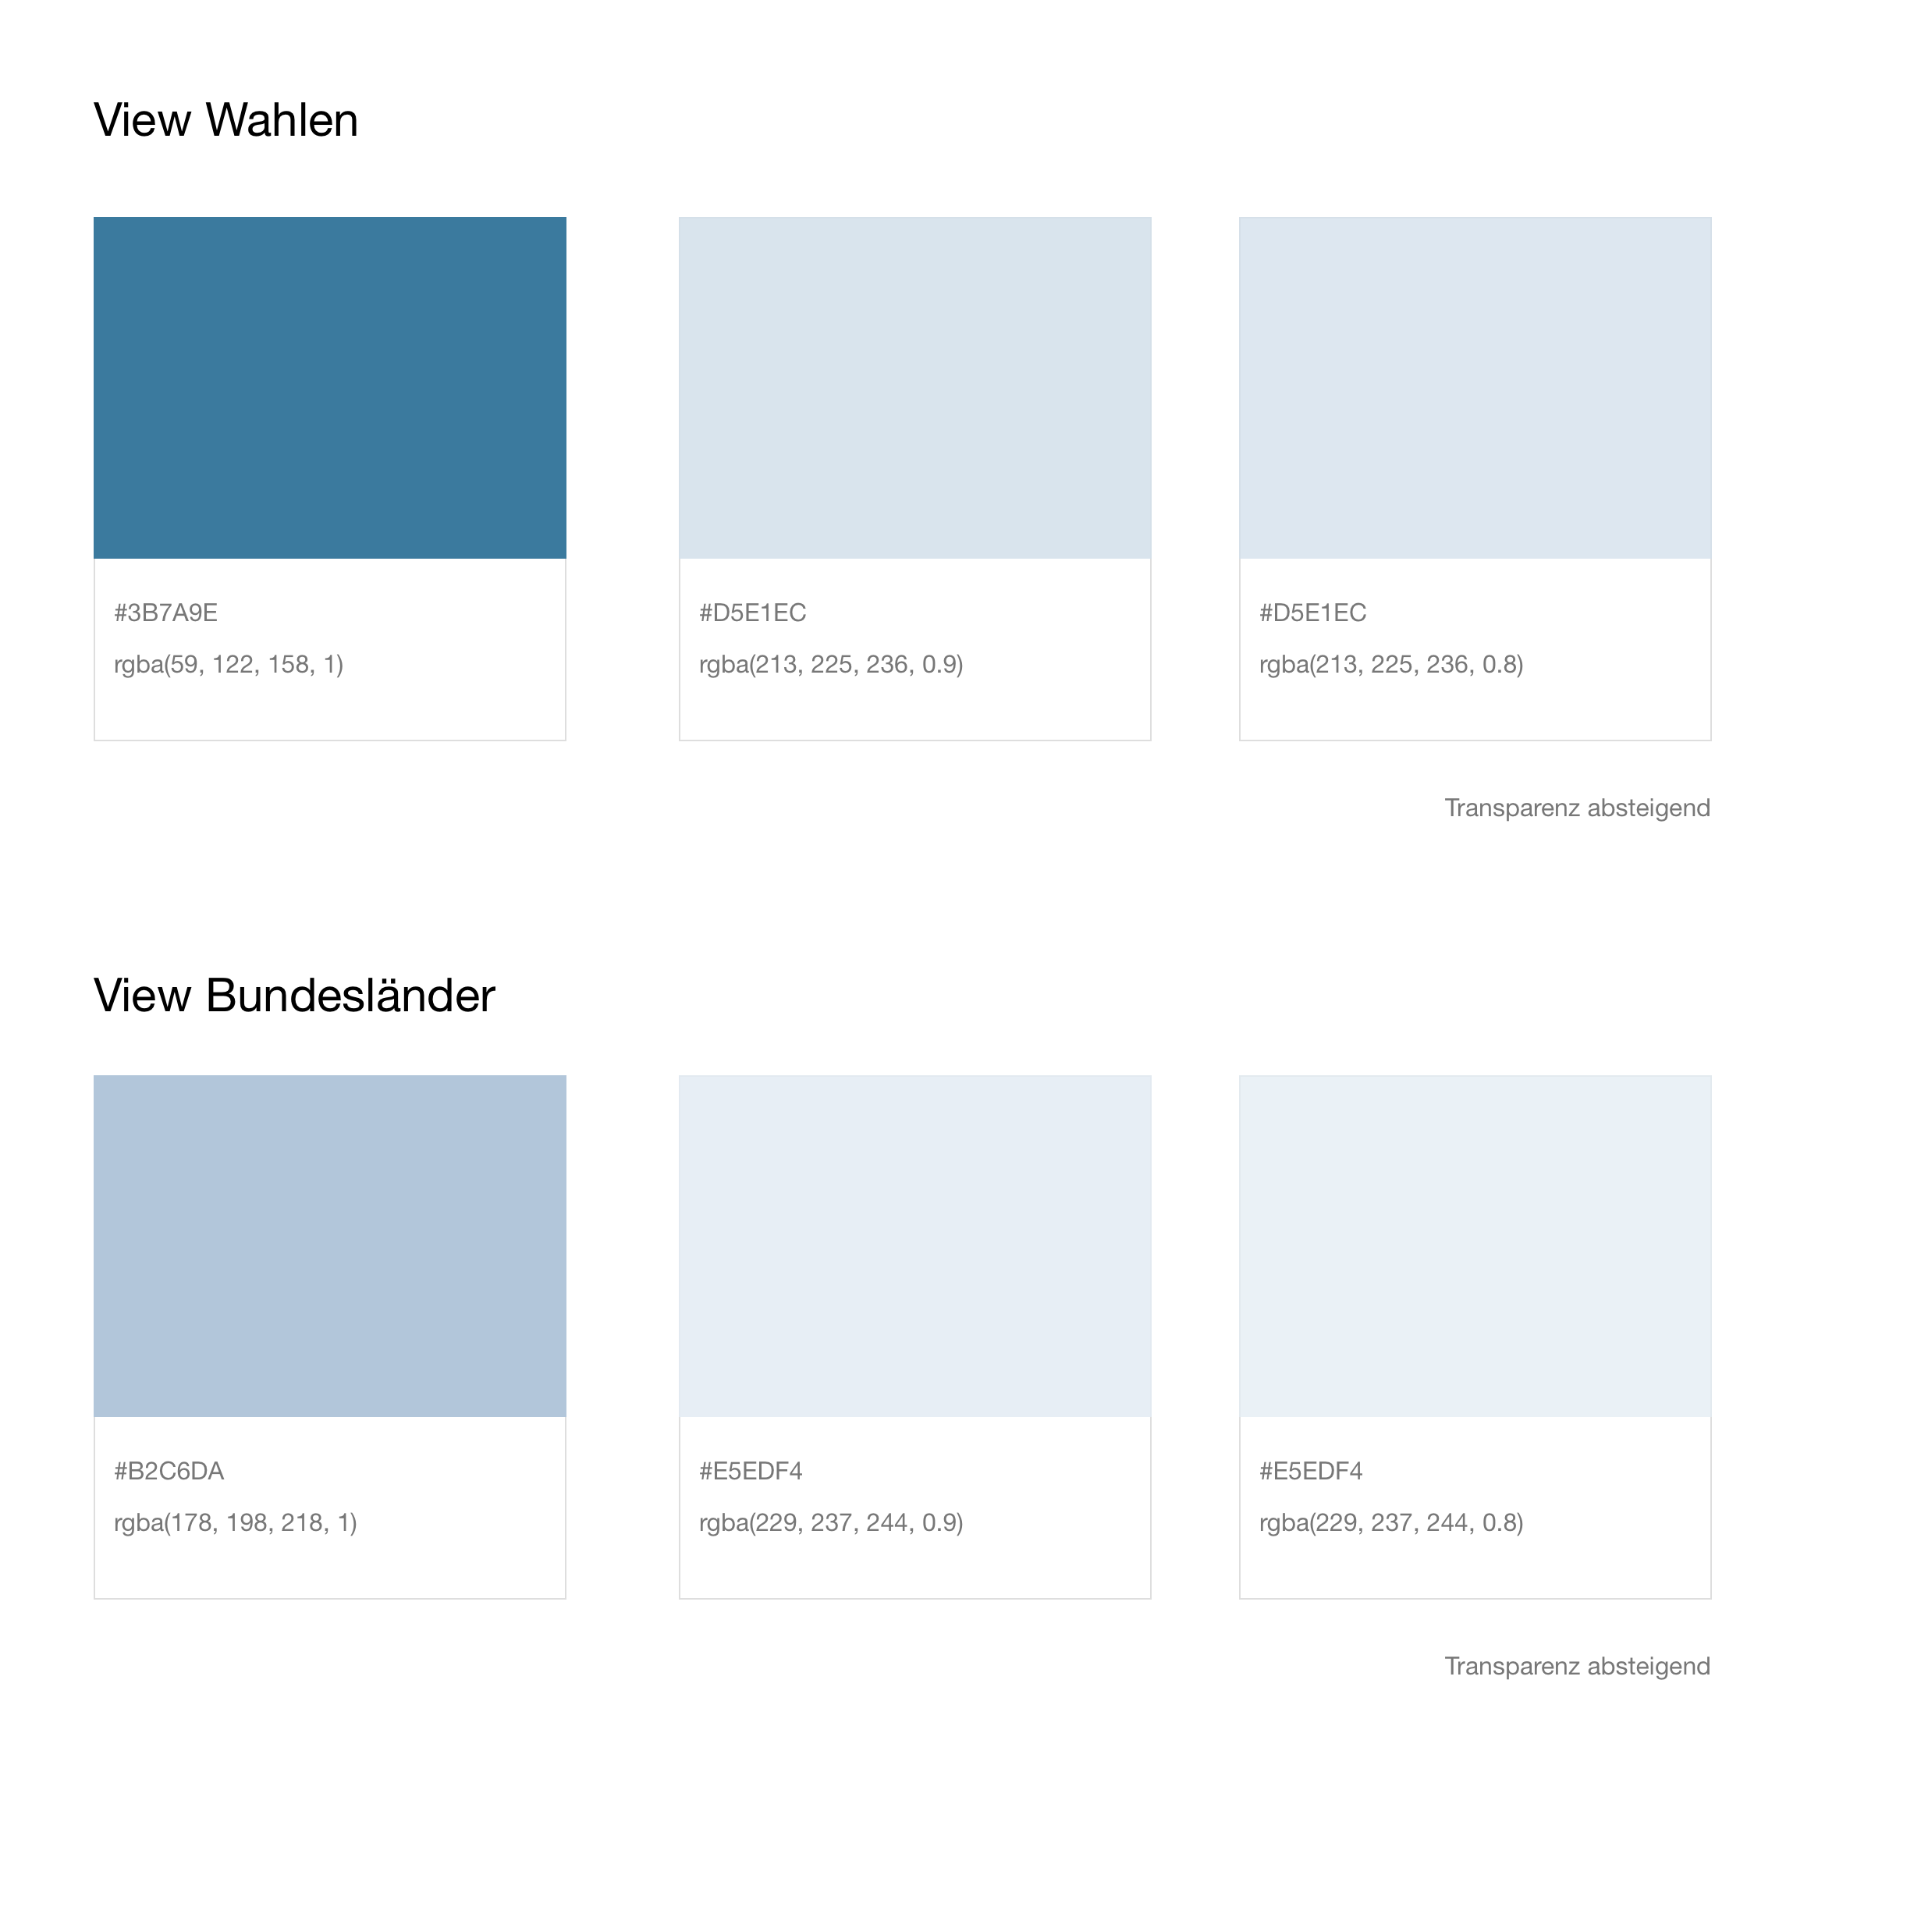 View Wahlen
#3B7A9E
rgba(59, 122, 158, 1)
#D5E1EC
rgba(213, 225, 236, 0.9)
#D5E1EC
rgba(213, 225, 236, 0.8)
Transparenz absteigend
View Bundesländer
#B2C6DA
rgba(178, 198, 218, 1)
#E5EDF4
rgba(229, 237, 244, 0.9)
#E5EDF4
rgba(229, 237, 244, 0.8)
Transparenz absteigend